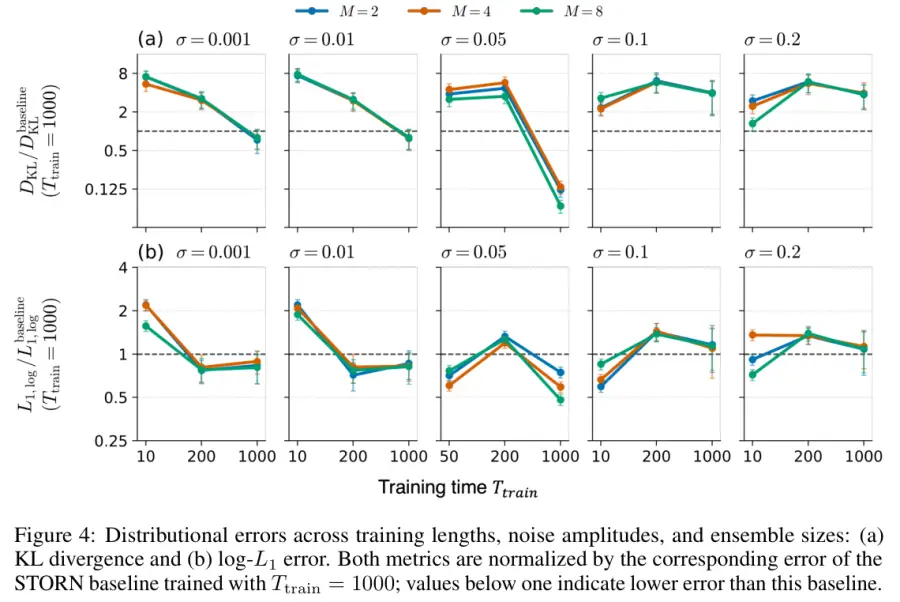 M = 2 M = 4 M = 8
(a) σ = 0.001 σ = 0.01 σ = 0.05 σ = 0.1 σ = 0.2
D_KL/D_KL^baseline
(T_train = 1000)
8
2
0.5
0.125
(b) σ = 0.001 σ = 0.01 σ = 0.05 σ = 0.1 σ = 0.2
L_1,log/L_1,log^baseline
(T_train = 1000)
4
2
1
0.5
0.25
10 200 1000 10 200 1000 50 200 1000 10 200 1000 10 200 1000
Training time T_train
Figure 4: Distributional errors across training lengths, noise amplitudes, and ensemble sizes: (a)
KL divergence and (b) log-L_1 error. Both metrics are normalized by the corresponding error of the
STORN baseline trained with T_train = 1000; values below one indicate lower error than this baseline.